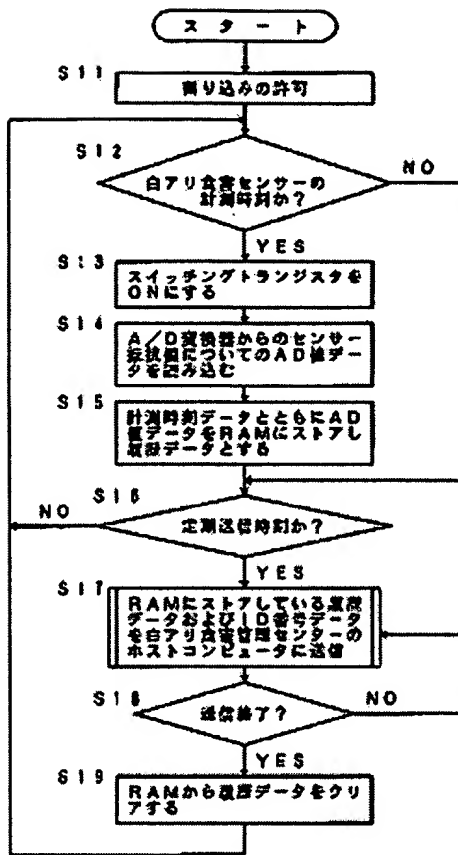 スタート
S11
割り込みの許可
S12
NO
白アリ食害センサーの
計測時刻か?
YES
S13
スイッチングトランジスタを
ONにする
S14
A/D変換器からのセンサー
抵抗値についてのAD値デー
タを読み込む
S15
計測時刻データとともにAD
値データをRAMにストアし
履歴データとする
S16
NO
定期送信時刻か?
YES
S17
RAMにストアしている履歴
データおよびID番号データ
を白アリ食害管理センターの
ホストコンピュータに送信
S18
NO
送信終了?
YES
S19
RAMから履歴データをクリ
アする